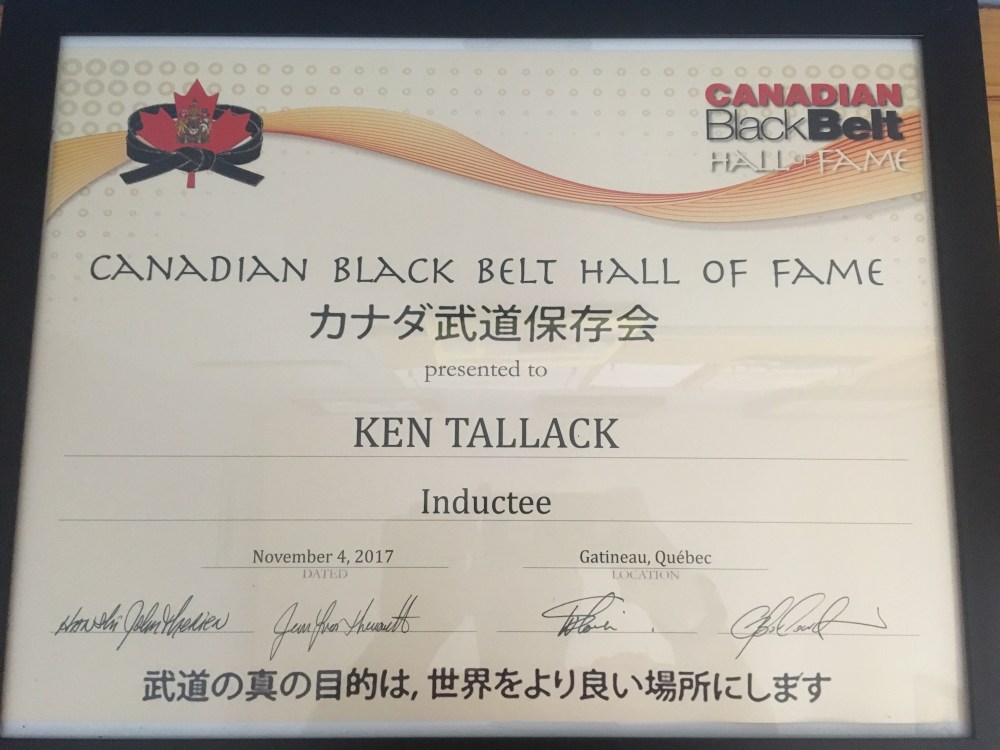 CANADIAN
BlackBelt
HALL OF FAME
CANADIAN BLACK BELT HALL OF FAME
カナダ武道保存会
presented to
KEN TALLACK
Inductee
November 4, 2017
DATED
Gatineau, Québec
LOCATION
武道の真の目的は, 世界をより良い場所にします